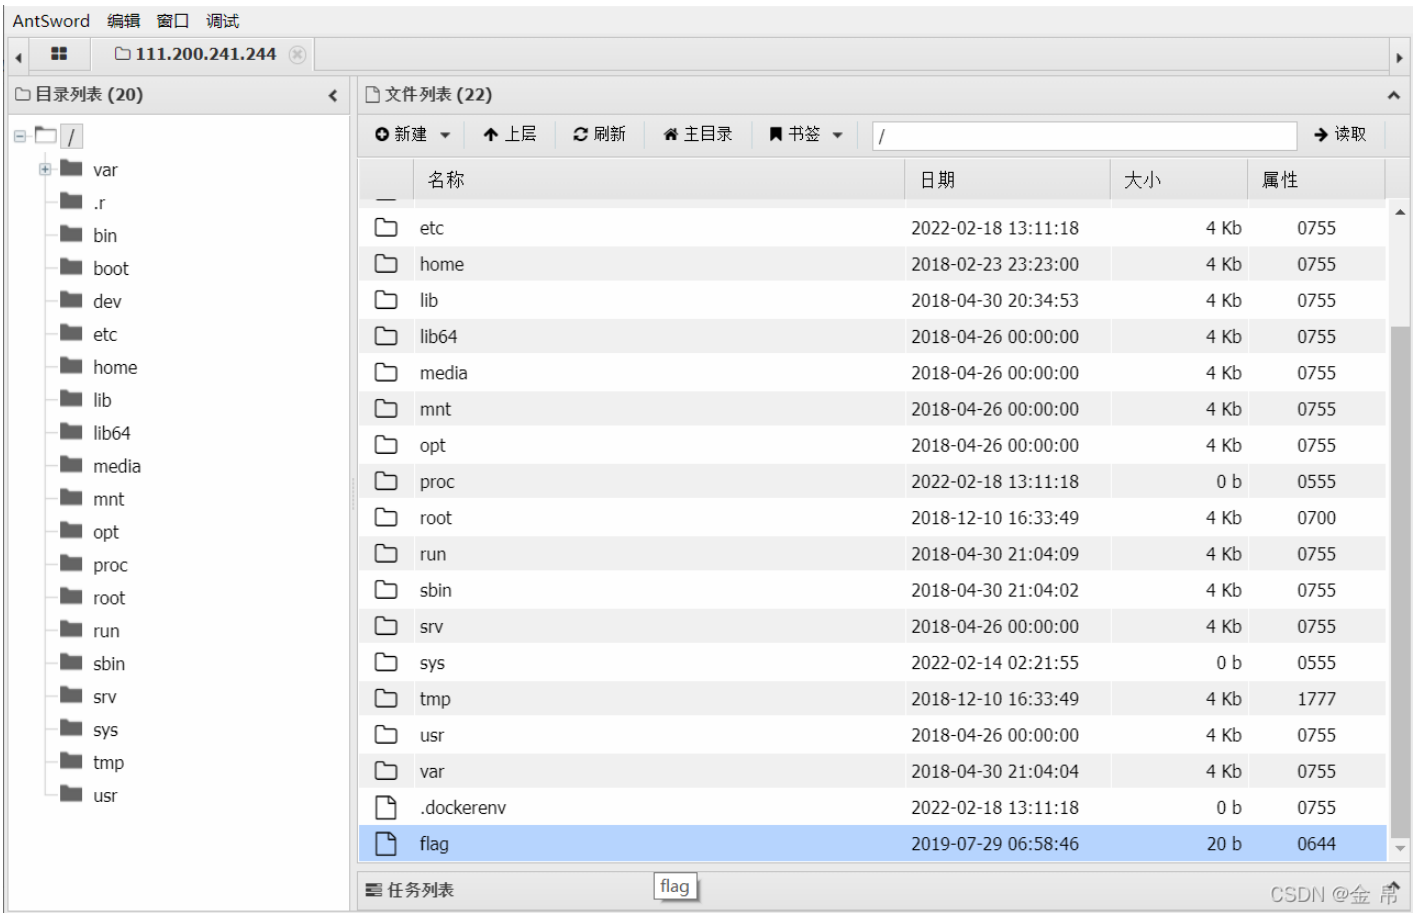 AntSword 编辑 窗口 调试
111.200.241.244
目录列表 (20)
/
var
.r
bin
boot
dev
etc
home
lib
lib64
media
mnt
opt
proc
root
run
sbin
srv
sys
tmp
usr
文件列表 (22)
新建 上层 刷新 主目录 书签 / 读取
名称 日期 大小 属性
etc 2022-02-18 13:11:18 4 Kb 0755
home 2018-02-23 23:23:00 4 Kb 0755
lib 2018-04-30 20:34:53 4 Kb 0755
lib64 2018-04-26 00:00:00 4 Kb 0755
media 2018-04-26 00:00:00 4 Kb 0755
mnt 2018-04-26 00:00:00 4 Kb 0755
opt 2018-04-26 00:00:00 4 Kb 0755
proc 2022-02-18 13:11:18 0 b 0555
root 2018-12-10 16:33:49 4 Kb 0700
run 2018-04-30 21:04:09 4 Kb 0755
sbin 2018-04-30 21:04:02 4 Kb 0755
srv 2018-04-26 00:00:00 4 Kb 0755
sys 2022-02-14 02:21:55 0 b 0555
tmp 2018-12-10 16:33:49 4 Kb 1777
usr 2018-04-26 00:00:00 4 Kb 0755
var 2018-04-30 21:04:04 4 Kb 0755
.dockerenv 2022-02-18 13:11:18 0 b 0755
flag 2019-07-29 06:58:46 20 b 0644
任务列表
flag
CSDN @金 帛